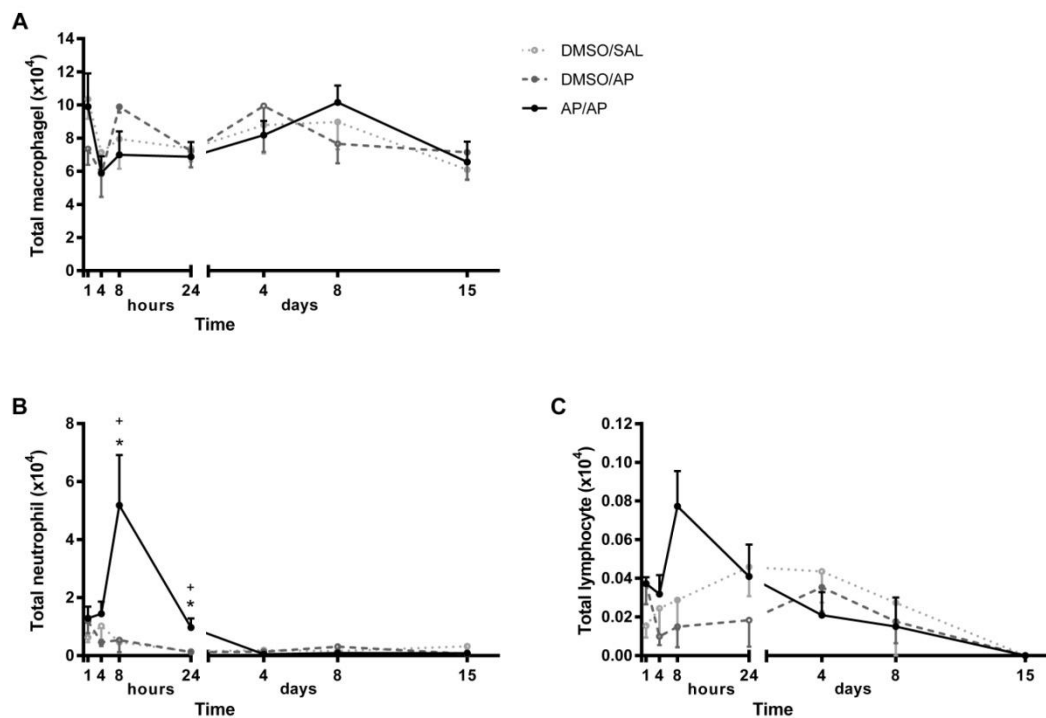 A
Total macrophagel (x10⁴)
14
12
10
8
6
4
2
0
1 4 8 24 4 8 15
hours days
Time
DMSO/SAL
DMSO/AP
AP/AP
B
Total neutrophil (x10⁴)
8
6
4
2
0
+
*
+
*
1 4 8 24 4 8 15
hours days
Time
C
Total lymphocyte (x10⁴)
0.12
0.10
0.08
0.06
0.04
0.02
0.00
1 4 8 24 4 8 15
hours days
Time